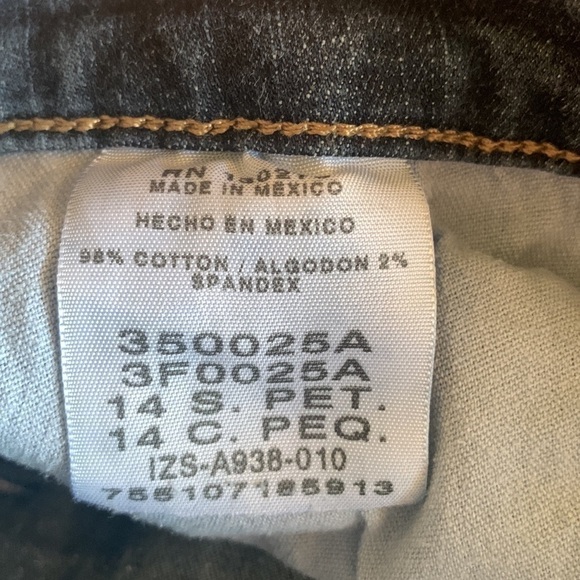 RN
MADE IN MEXICO
HECHO EN MEXICO
98% COTTON / ALGODON 2%
SPANDEX
350025A
3F0025A
14 S. PET.
14 C. PEQ.
IZS-A938-010